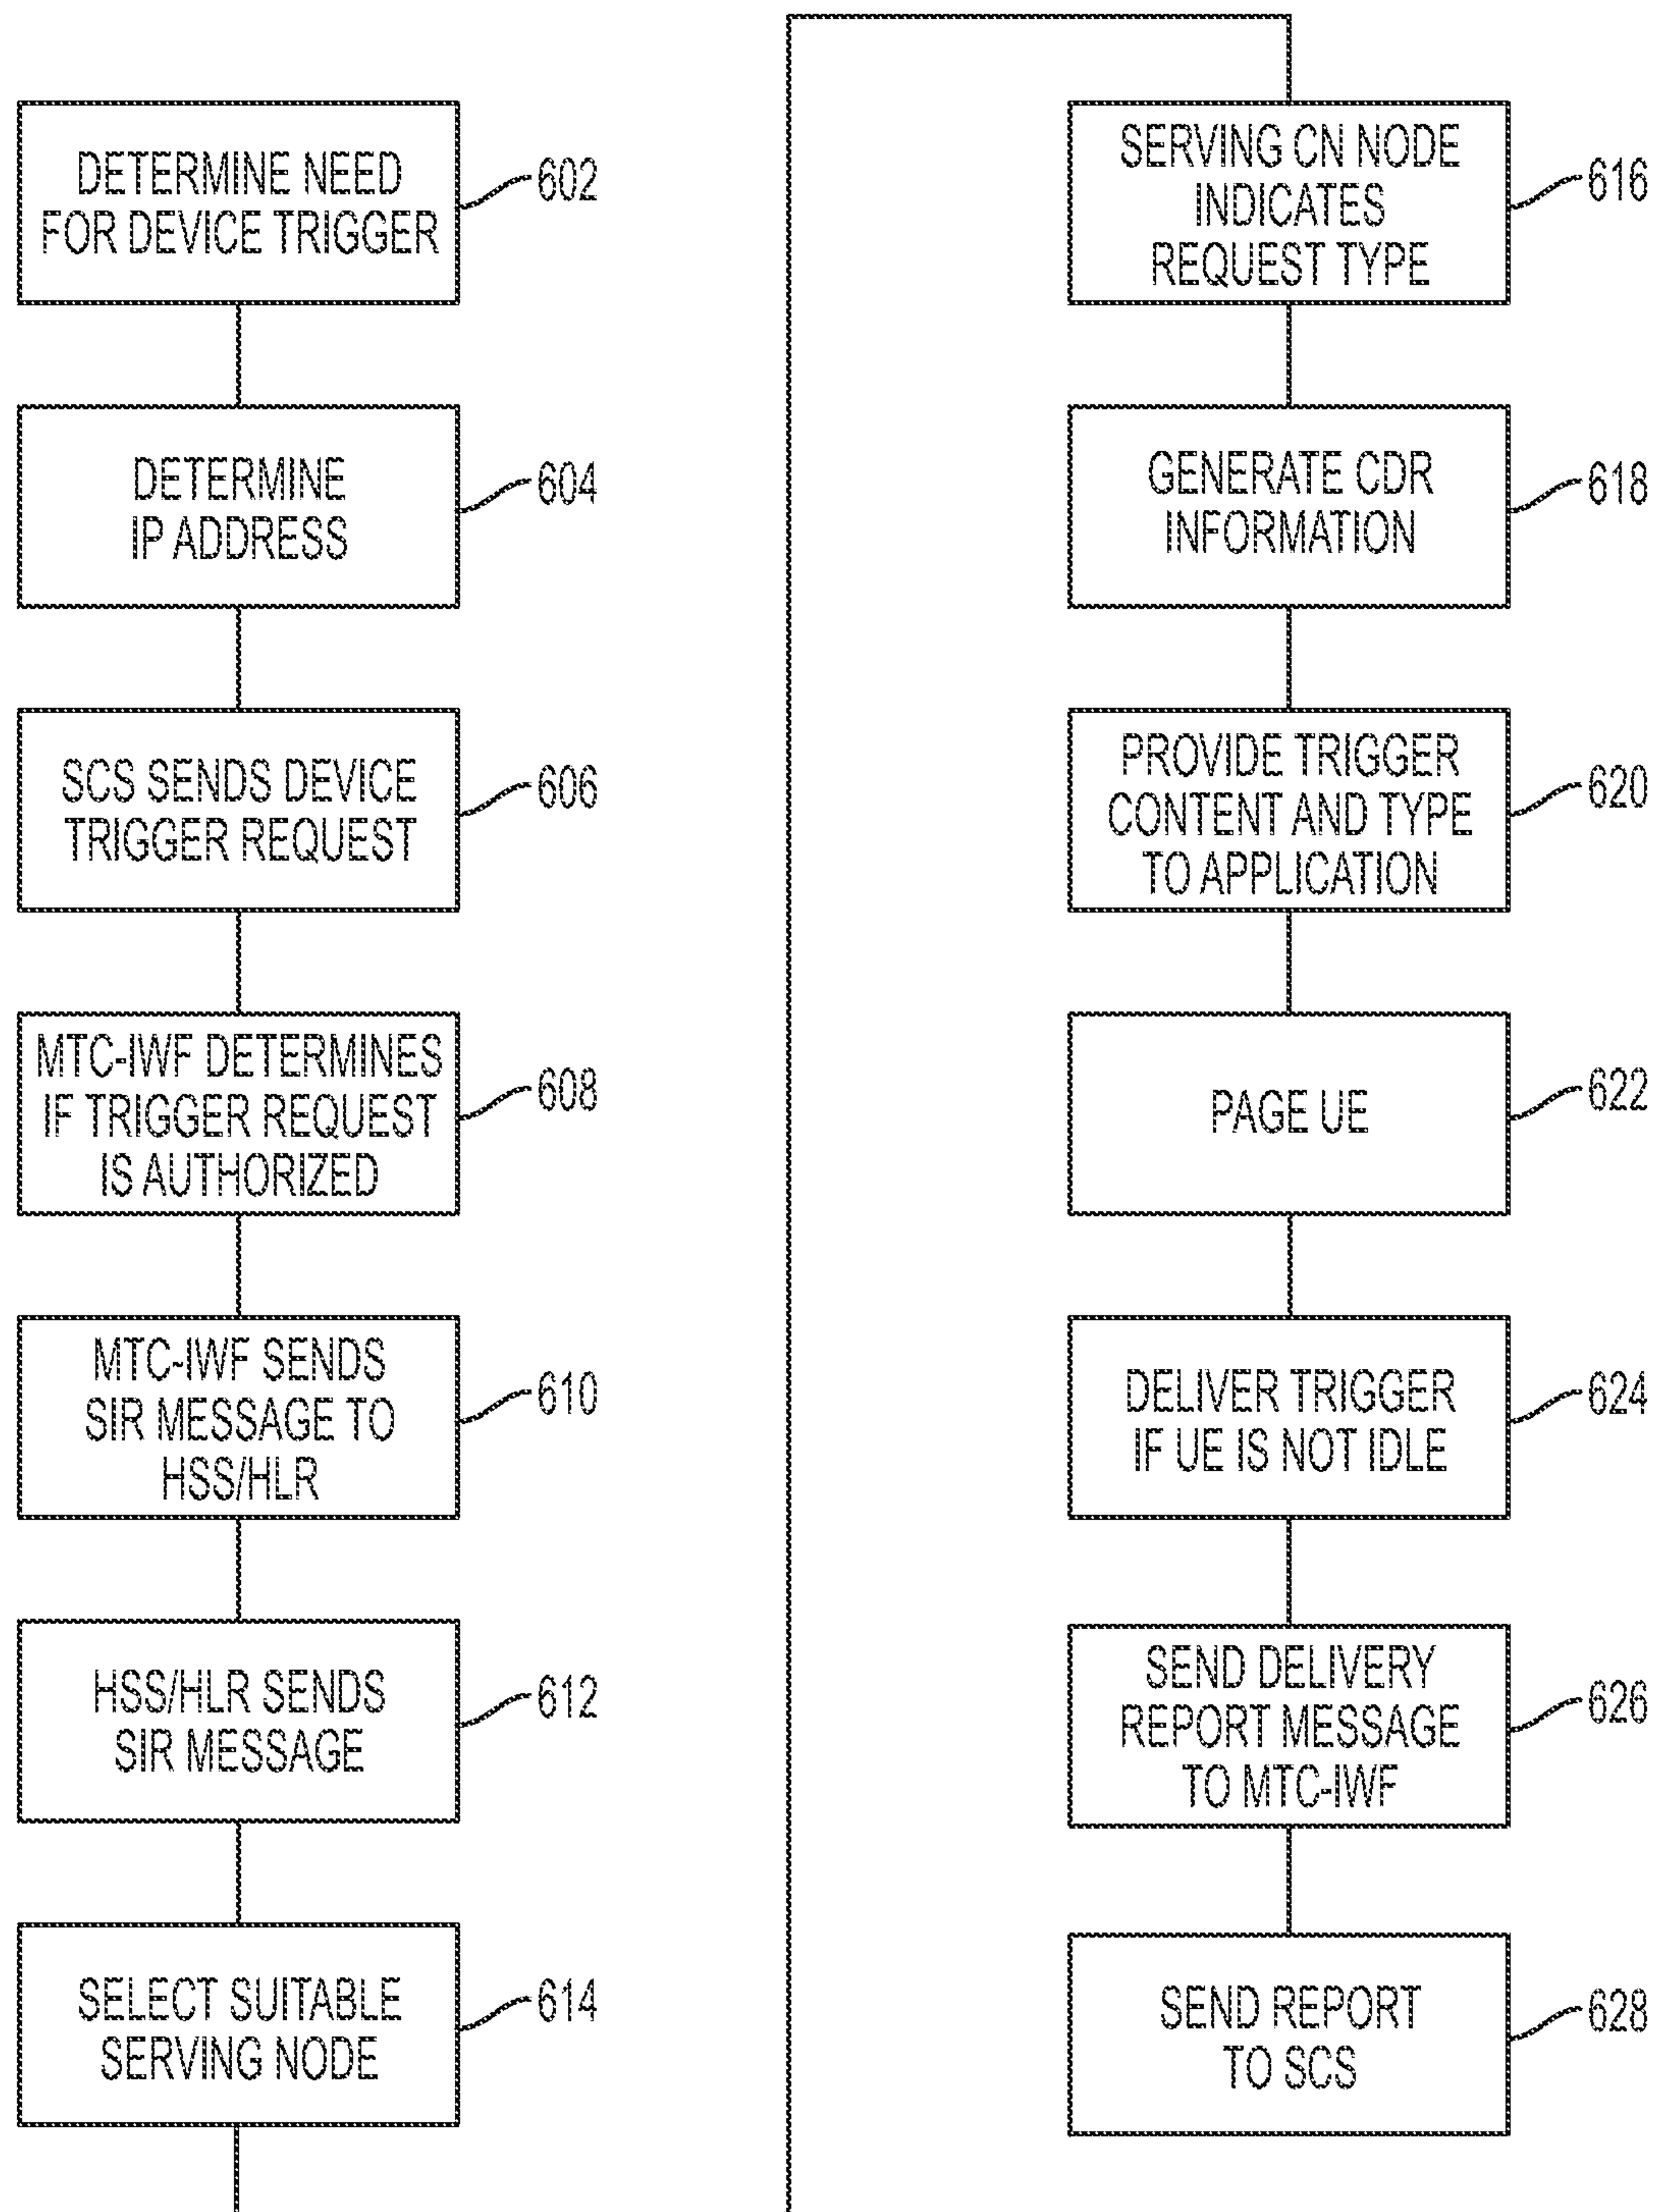 DETERMINE NEED
FOR DEVICE TRIGGER
602
DETERMINE
IP ADDRESS
604
SCS SENDS DEVICE
TRIGGER REQUEST
606
MTC-IWF DETERMINES
IF TRIGGER REQUEST
IS AUTHORIZED
608
MTC-IWF SENDS
SIR MESSAGE TO
HSS/HLR
610
HSS/HLR SENDS
SIR MESSAGE
612
SELECT SUITABLE
SERVING NODE
614
SERVING CN NODE
INDICATES
REQUEST TYPE
616
GENERATE CDR
INFORMATION
618
PROVIDE TRIGGER
CONTENT AND TYPE
TO APPLICATION
620
PAGE UE
622
DELIVER TRIGGER
IF UE IS NOT IDLE
624
SEND DELIVERY
REPORT MESSAGE
TO MTC-IWF
626
SEND REPORT
TO SCS
628